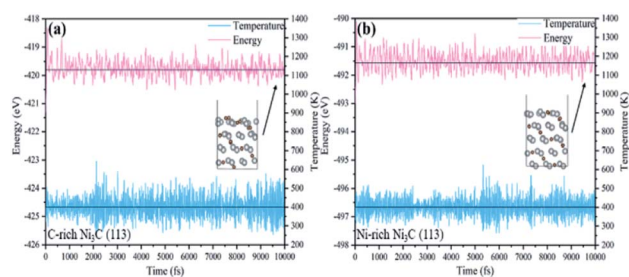 (a)
Temperature
Energy
-418
-419
-420
-421
-422
-423
-424
-425
-426
Energy (eV)
1400
1300
1200
1100
1000
900
800
700
600
500
400
300
200
Temperature (K)
C-rich Ni₃C (113)
0 1000 2000 3000 4000 5000 6000 7000 8000 9000 10000
Time (fs)
(b)
Temperature
Energy
-490
-491
-492
-493
-494
-495
-496
-497
-498
Energy (eV)
1400
1300
1200
1100
1000
900
800
700
600
500
400
300
200
Temperature (K)
Ni-rich Ni₃C (113)
0 1000 2000 3000 4000 5000 6000 7000 8000 9000 10000
Time (fs)